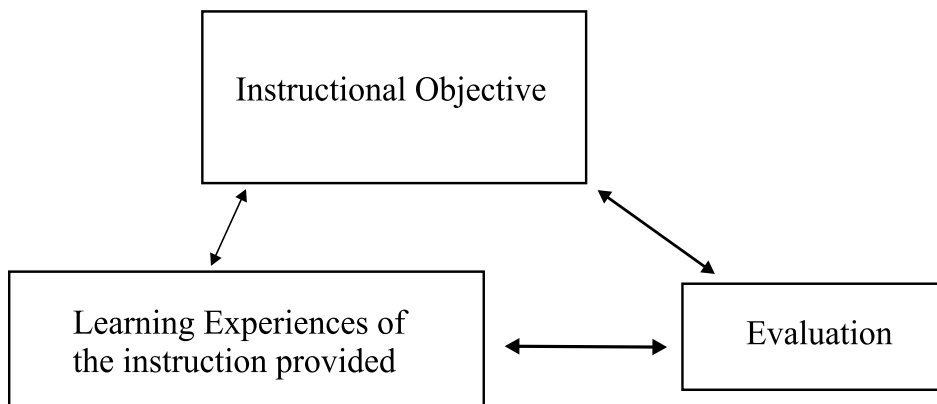 Instructional Objective
Learning Experiences of
the instruction provided
Evaluation